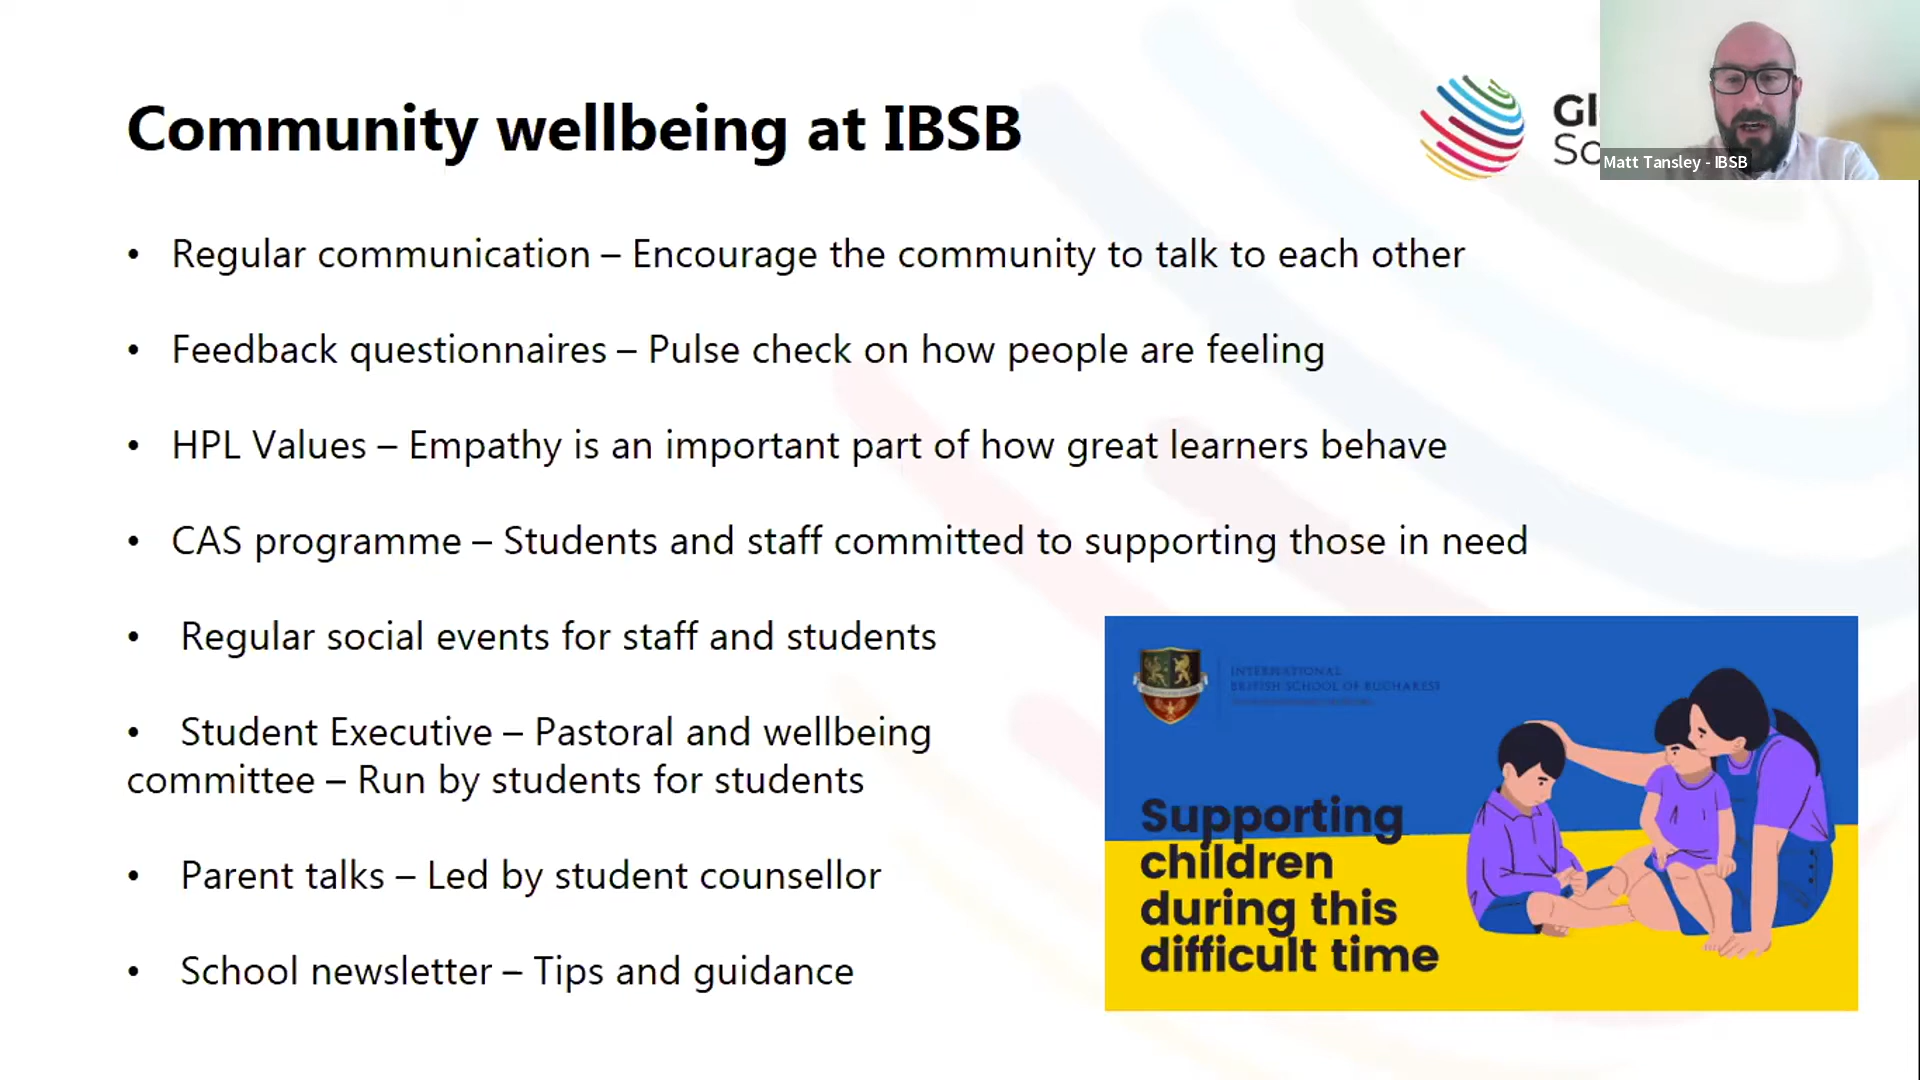 Community wellbeing at IBSB
Matt Tansley - IBSB
• Regular communication – Encourage the community to talk to each other
• Feedback questionnaires – Pulse check on how people are feeling
• HPL Values – Empathy is an important part of how great learners behave
• CAS programme – Students and staff committed to supporting those in need
• Regular social events for staff and students
• Student Executive – Pastoral and wellbeing
committee – Run by students for students
• Parent talks – Led by student counsellor
• School newsletter – Tips and guidance
INTERNATIONAL
BRITISH SCHOOL OF BUCHAREST
Supporting
children
during this
difficult time